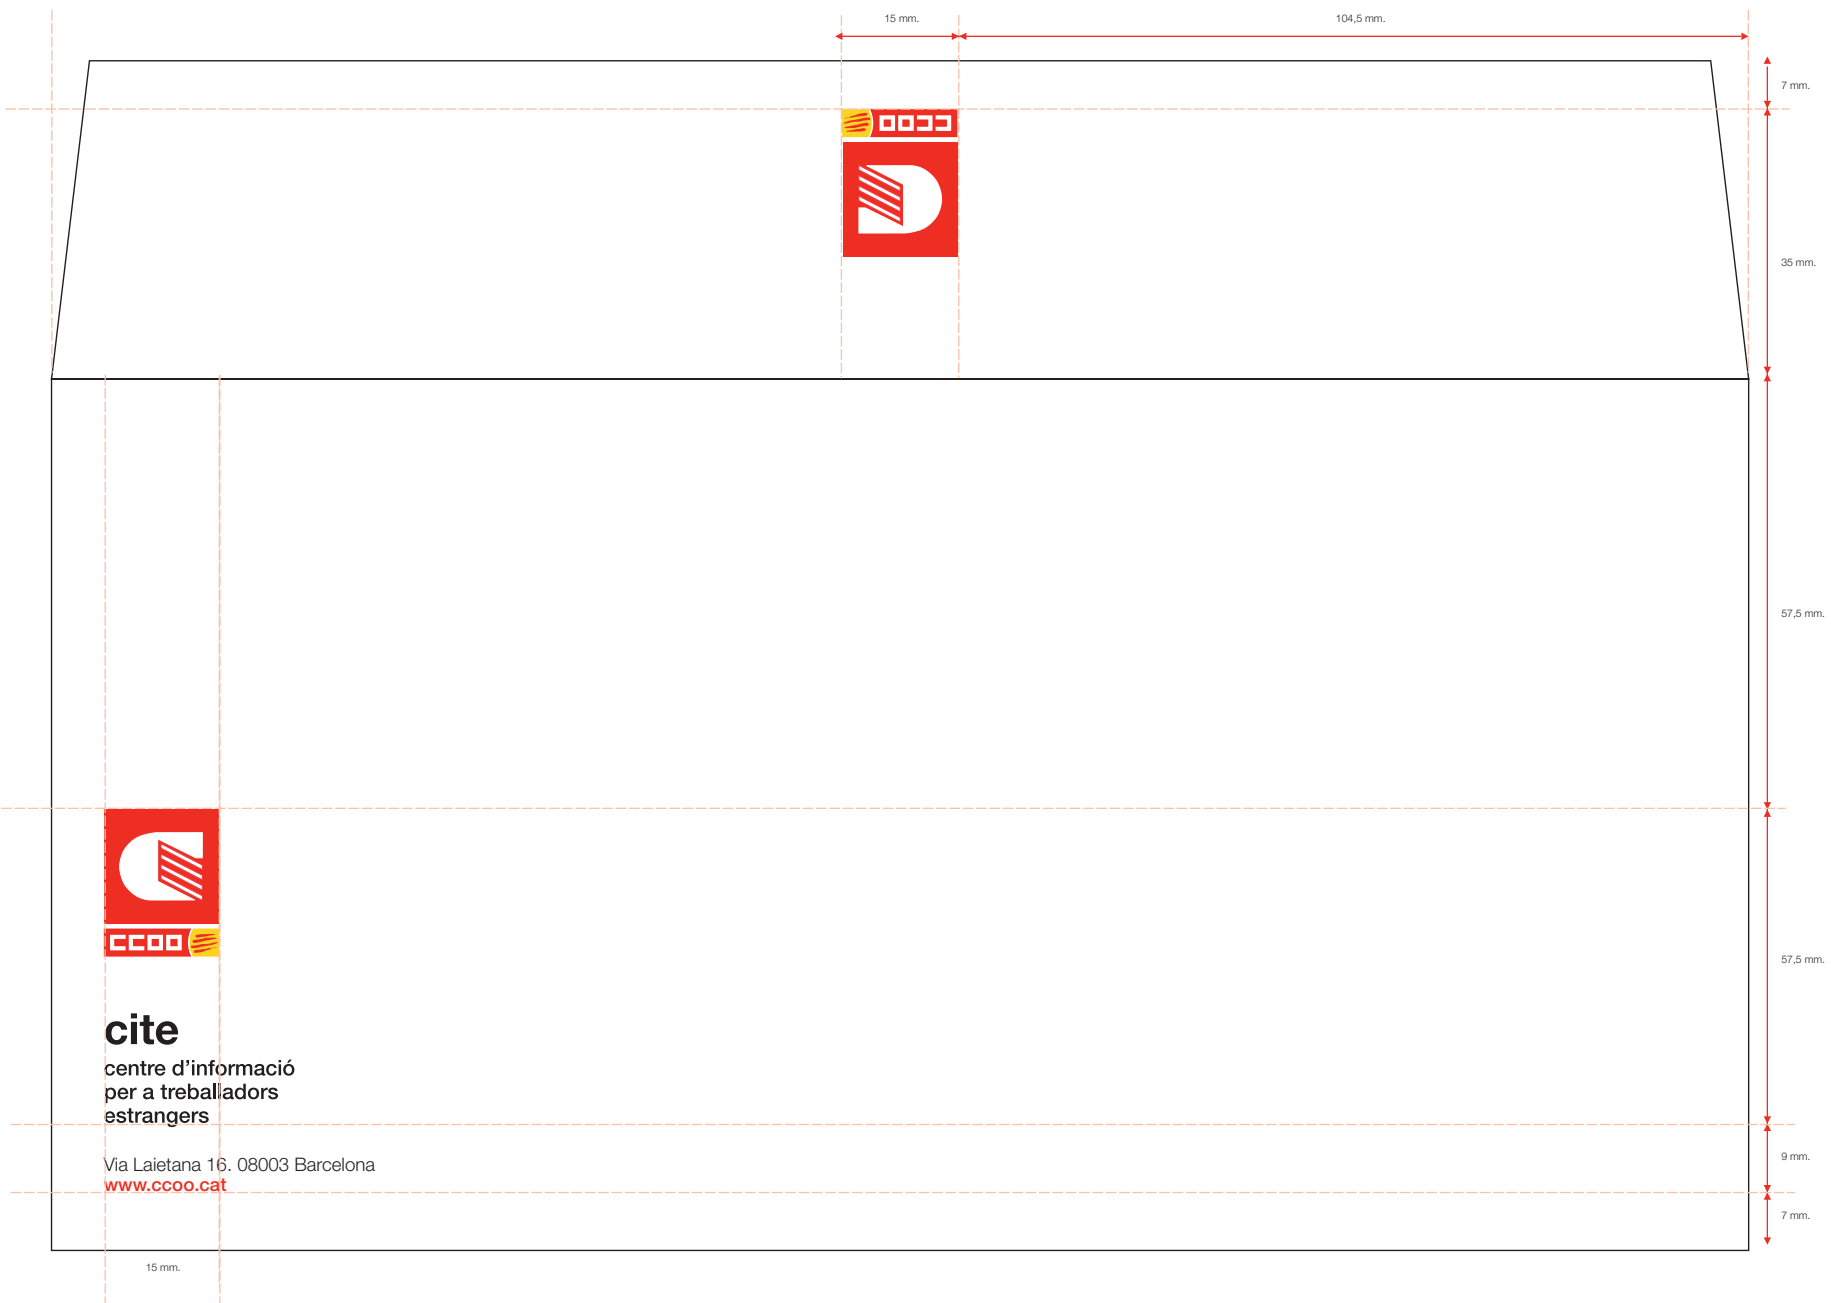 15 mm.
104,5 mm.
7 mm.
CCOO
35 mm.
57,5 mm.
CCOO
57,5 mm.
cite
centre d’informació
per a treballadors
estrangers
9 mm.
Via Laietana 16. 08003 Barcelona
www.ccoo.cat
7 mm.
15 mm.